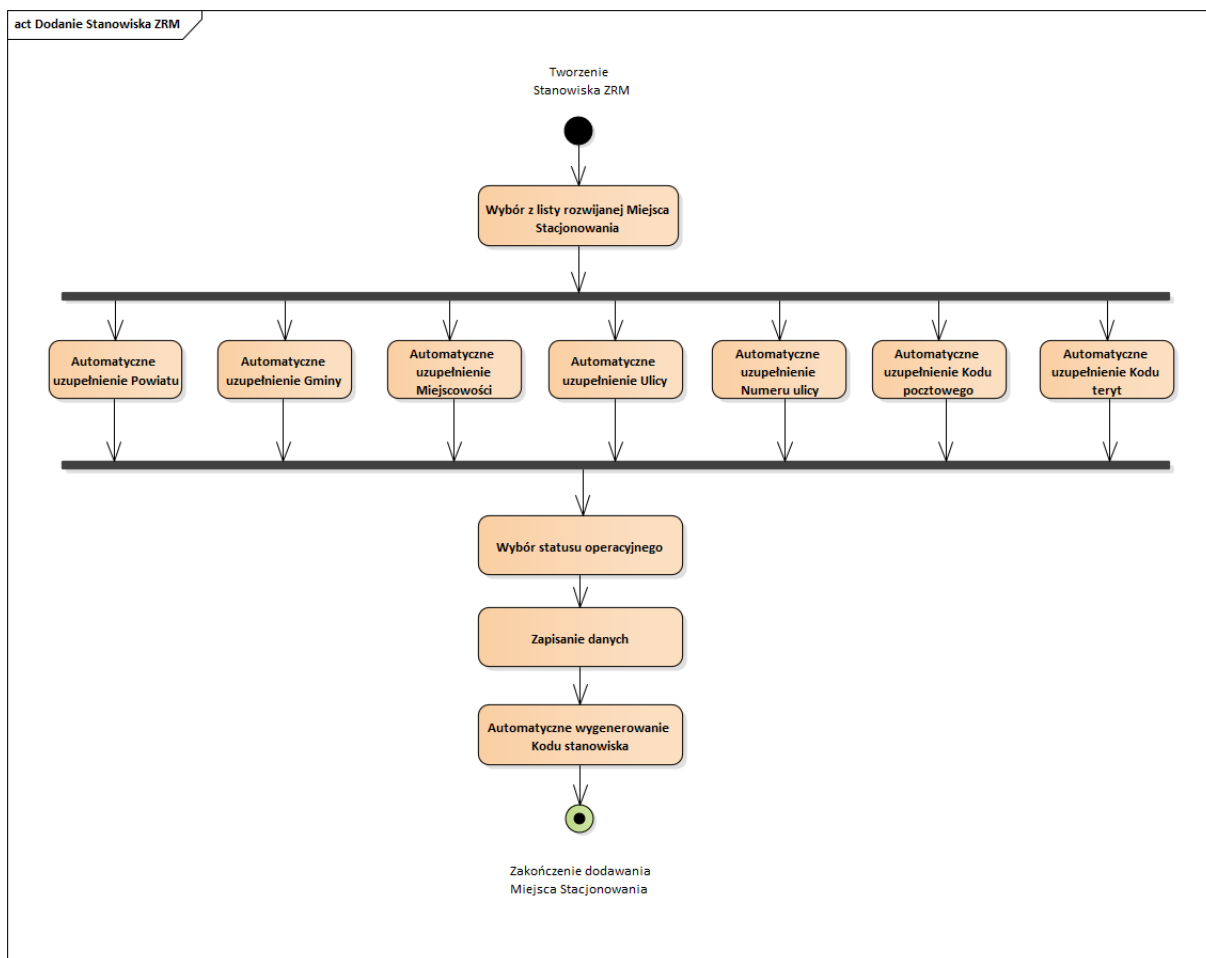 act Dodanie Stanowiska ZRM
Tworzenie
Stanowiska ZRM
Wybór z listy rozwijanej Miejsca
Stacjonowania
Automatyczne
uzupełnienie Powiatu
Automatyczne
uzupełnienie Gminy
Automatyczne
uzupełnienie
Miejscowości
Automatyczne
uzupełnienie Ulicy
Automatyczne
uzupełnienie
Numeru ulicy
Automatyczne
uzupełnienie Kodu
pocztowego
Automatyczne
uzupełnienie Kodu
teryt
Wybór statusu operacyjnego
Zapisanie danych
Automatyczne wygenerowanie
Kodu stanowiska
Zakończenie dodawania
Miejsca Stacjonowania